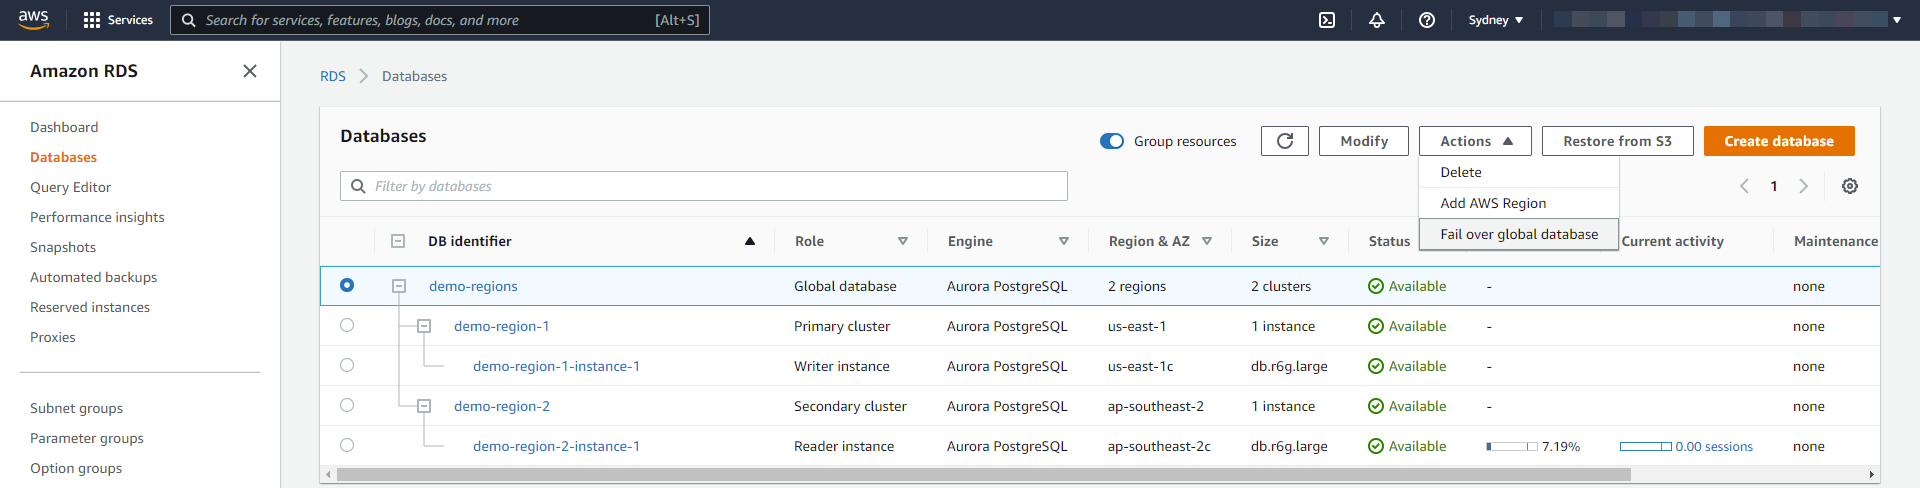 aws Services Search for services, features, blogs, docs, and more [Alt+S] Sydney
Amazon RDS
Dashboard
Databases
Query Editor
Performance insights
Snapshots
Automated backups
Reserved instances
Proxies
Subnet groups
Parameter groups
Option groups
RDS > Databases
Databases
Group resources Modify Actions Restore from S3 Create database
Delete
Add AWS Region
Fail over global database
Filter by databases
1
DB identifier Role Engine Region & AZ Size Status Current activity Maintenance
demo-regions Global database Aurora PostgreSQL 2 regions 2 clusters Available - none
demo-region-1 Primary cluster Aurora PostgreSQL us-east-1 1 instance Available - none
demo-region-1-instance-1 Writer instance Aurora PostgreSQL us-east-1c db.r6g.large Available - none
demo-region-2 Secondary cluster Aurora PostgreSQL ap-southeast-2 1 instance Available - none
demo-region-2-instance-1 Reader instance Aurora PostgreSQL ap-southeast-2c db.r6g.large Available 7.19% 0.00 sessions none